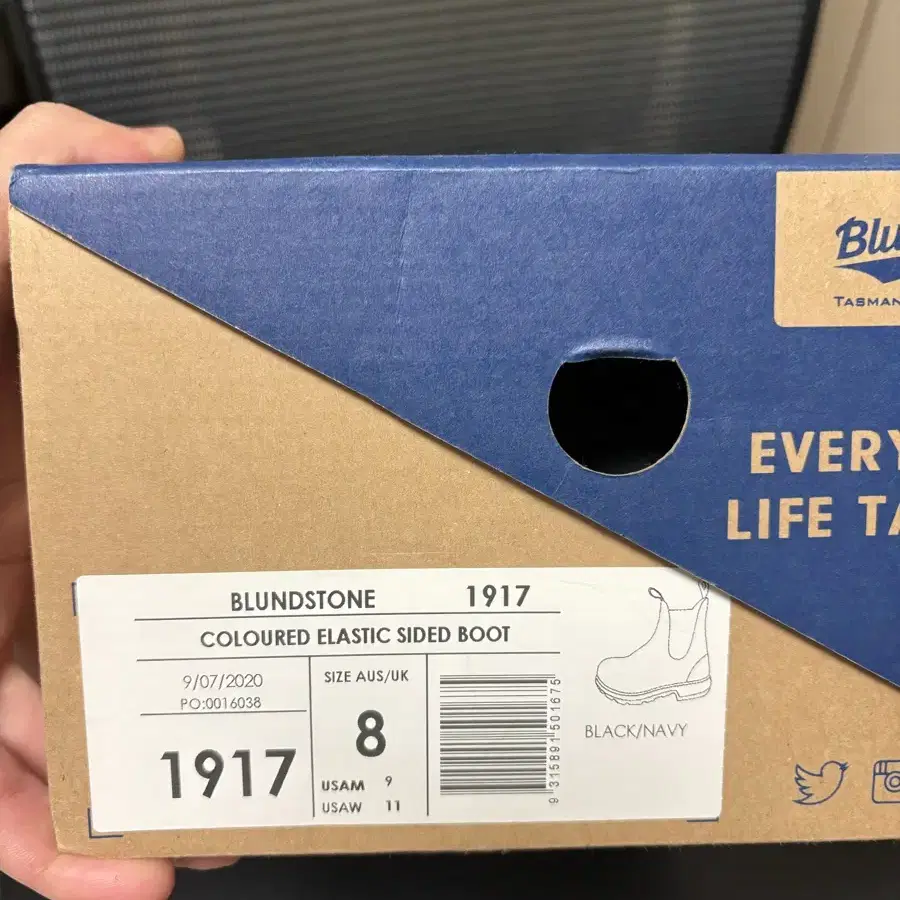 Blu
TASMAN
EVERY
LIFE TA
BLUNDSTONE 1917
COLOURED ELASTIC SIDED BOOT
9/07/2020
PO:0016038
1917
SIZE AUS/UK
8
USAM 9
USAW 11
9 315891 501675
BLACK/NAVY